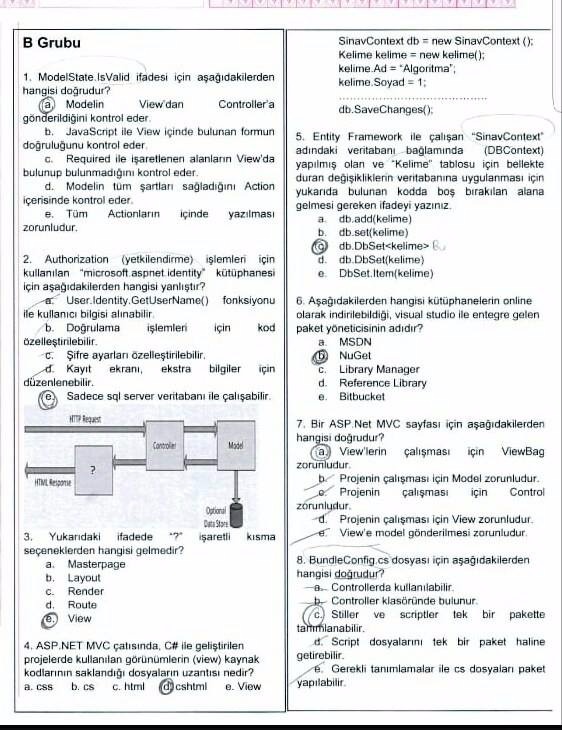 B Grubu
1. ModelState.IsValid ifadesi için aşağıdakilerden
hangisi doğrudur?
a. Modelin View'dan Controller'a
gönderildiğini kontrol eder.
b. JavaScript ile View içinde bulunan formun
doğruluğunu kontrol eder.
c. Required ile işaretlenen alanların View'da
bulunup bulunmadığını kontrol eder.
d. Modelin tüm şartları sağladığını Action
içerisinde kontrol eder.
e. Tüm Actionların içinde yazılması
zorunludur.
2. Authorization (yetkilendirme) işlemleri için
kullanılan "microsoft.aspnet.identity" kütüphanesi
için aşağıdakilerden hangisi yanlıştır?
a. User.Identity.GetUserName() fonksiyonu
ile kullanıcı bilgisi alınabilir.
b. Doğrulama işlemleri için kod
özelleştirilebilir.
c. Şifre ayarları özelleştirilebilir.
d. Kayıt ekranı, ekstra bilgiler için
düzenlenebilir.
e. Sadece sql server veritabanı ile çalışabilir.
HTTP Request
Controller
Model
?
HTML Response
Optional
Data Store
3. Yukarıdaki ifadede "?" işaretli kısma
seçeneklerden hangisi gelmedir?
a. Masterpage
b. Layout
c. Render
d. Route
e. View
4. ASP.NET MVC çatısında, C# ile geliştirilen
projelerde kullanılan görünümlerin (view) kaynak
kodlarının saklandığı dosyaların uzantısı nedir?
a. css b. cs c. html d. cshtml e. View
SinavContext db = new SinavContext ();
Kelime kelime = new kelime();
kelime.Ad = "Algoritma";
kelime.Soyad = 1;
........................................
db.SaveChanges();
5. Entity Framework ile çalışan "SinavContext"
adındaki veritabanı bağlamında (DBContext)
yapılmış olan ve "Kelime" tablosu için bellekte
duran değişikliklerin veritabanına uygulanması için
yukarıda bulunan kodda boş bırakılan alana
gelmesi gereken ifadeyi yazınız.
a. db.add(kelime)
b. db.set(kelime)
c. db.DbSet<kelime>
d. db.DbSet(kelime)
e. DbSet.Item(kelime)
6. Aşağıdakilerden hangisi kütüphanelerin online
olarak indirilebildiği, visual studio ile entegre gelen
paket yöneticisinin adıdır?
a. MSDN
b. NuGet
c. Library Manager
d. Reference Library
e. Bitbucket
7. Bir ASP.Net MVC sayfası için aşağıdakilerden
hangisi doğrudur?
a. View'lerin çalışması için ViewBag
zorunludur.
b. Projenin çalışması için Model zorunludur.
c. Projenin çalışması için Control
zorunludur.
d. Projenin çalışması için View zorunludur.
e. View'e model gönderilmesi zorunludur.
8. BundleConfig.cs dosyası için aşağıdakilerden
hangisi doğrudur?
a. Controllerda kullanılabilir.
b. Controller klasöründe bulunur.
c. Stiller ve scriptler tek bir pakette
tanımlanabilir.
d. Script dosyalarını tek bir paket haline
getirebilir.
e. Gerekli tanımlamalar ile cs dosyaları paket
yapılabilir.